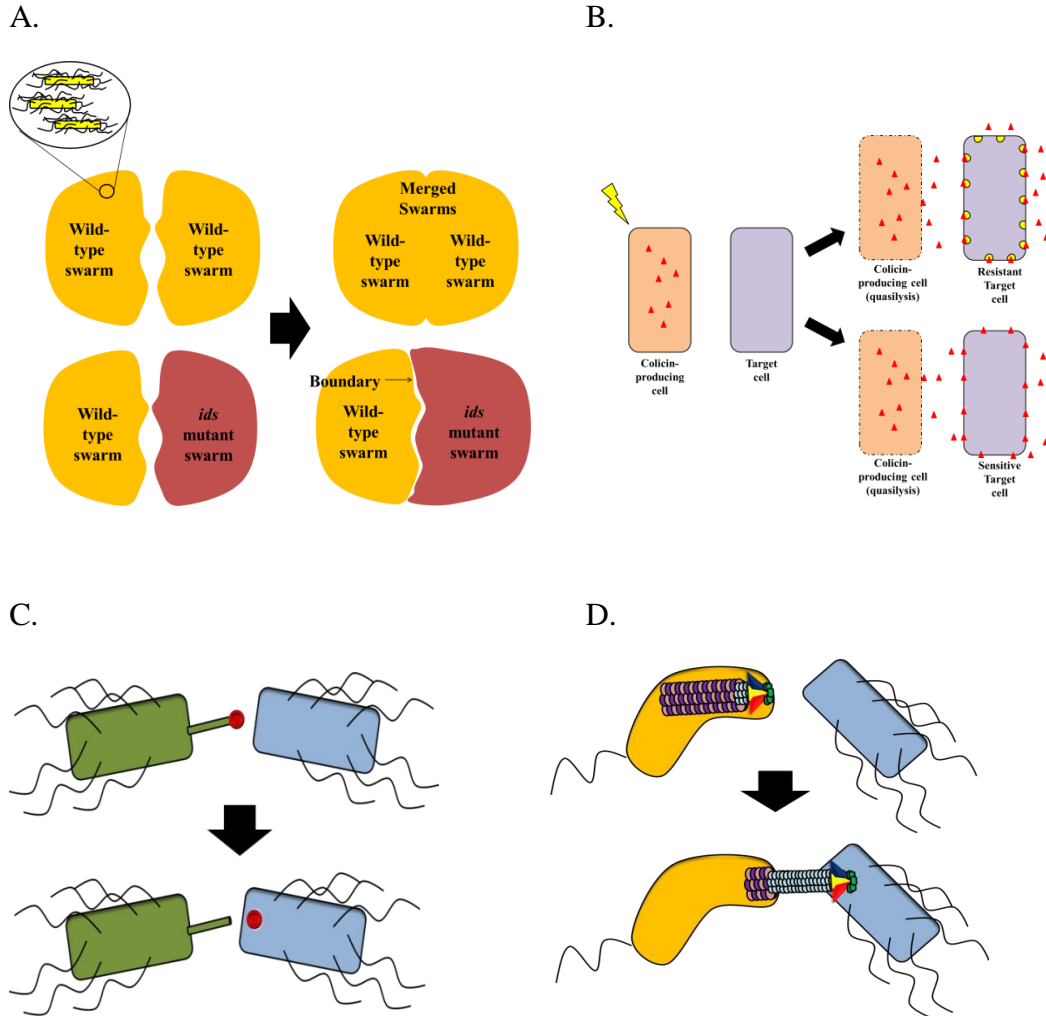 A.
Wild-
type
swarm
Wild-
type
swarm
Merged
Swarms
Wild-
type
swarm
Wild-
type
swarm
Wild-
type
swarm
ids
mutant
swarm
Boundary
Wild-
type
swarm
ids
mutant
swarm
B.
Colicin-
producing
cell
Target
cell
Colicin-
producing cell
(quasilysis)
Resistant
Target
cell
Colicin-
producing cell
(quasilysis)
Sensitive
Target
cell
C.
D.